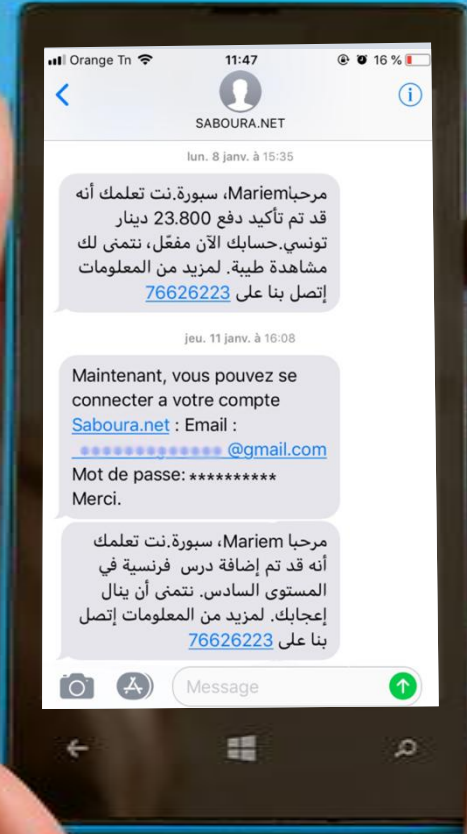 Orange Tn
11:47
16 %
SABOURA.NET
lun. 8 janv. à 15:35
مرحباMariem، سبورة.نت تعلمك أنه
قد تم تأكيد دفع 23.800 دينار
تونسي.حسابك الآن مفعّل، نتمنى لك
مشاهدة طيبة. لمزيد من المعلومات
إتصل بنا على 76626223
jeu. 11 janv. à 16:08
Maintenant, vous pouvez se
connecter a votre compte
Saboura.net : Email :
@gmail.com
Mot de passe: **********
Merci.
مرحبا Mariem، سبورة.نت تعلمك
أنه قد تم إضافة درس فرنسية في
المستوى السادس. نتمنى أن ينال
إعجابك. لمزيد من المعلومات إتصل
بنا على 76626223
Message